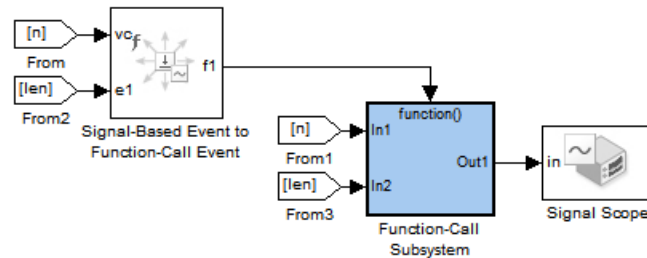 [n]
From
[len]
From2
vc
e1
f1
Signal-Based Event to
Function-Call Event
[n]
From1
[len]
From3
function()
In1
In2
Out1
Function-Call
Subsystem
in
Signal Scope